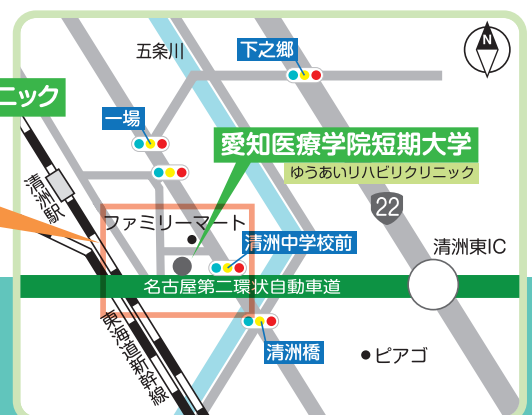 五条川
下之郷
N
ニック
一場
愛知医療学院短期大学
ゆうあいリハビリクリニック
22
清洲駅
ファミリーマート
清洲中学校前
清洲東IC
名古屋第二環状自動車道
東海道新幹線
清洲橋
ピアゴ